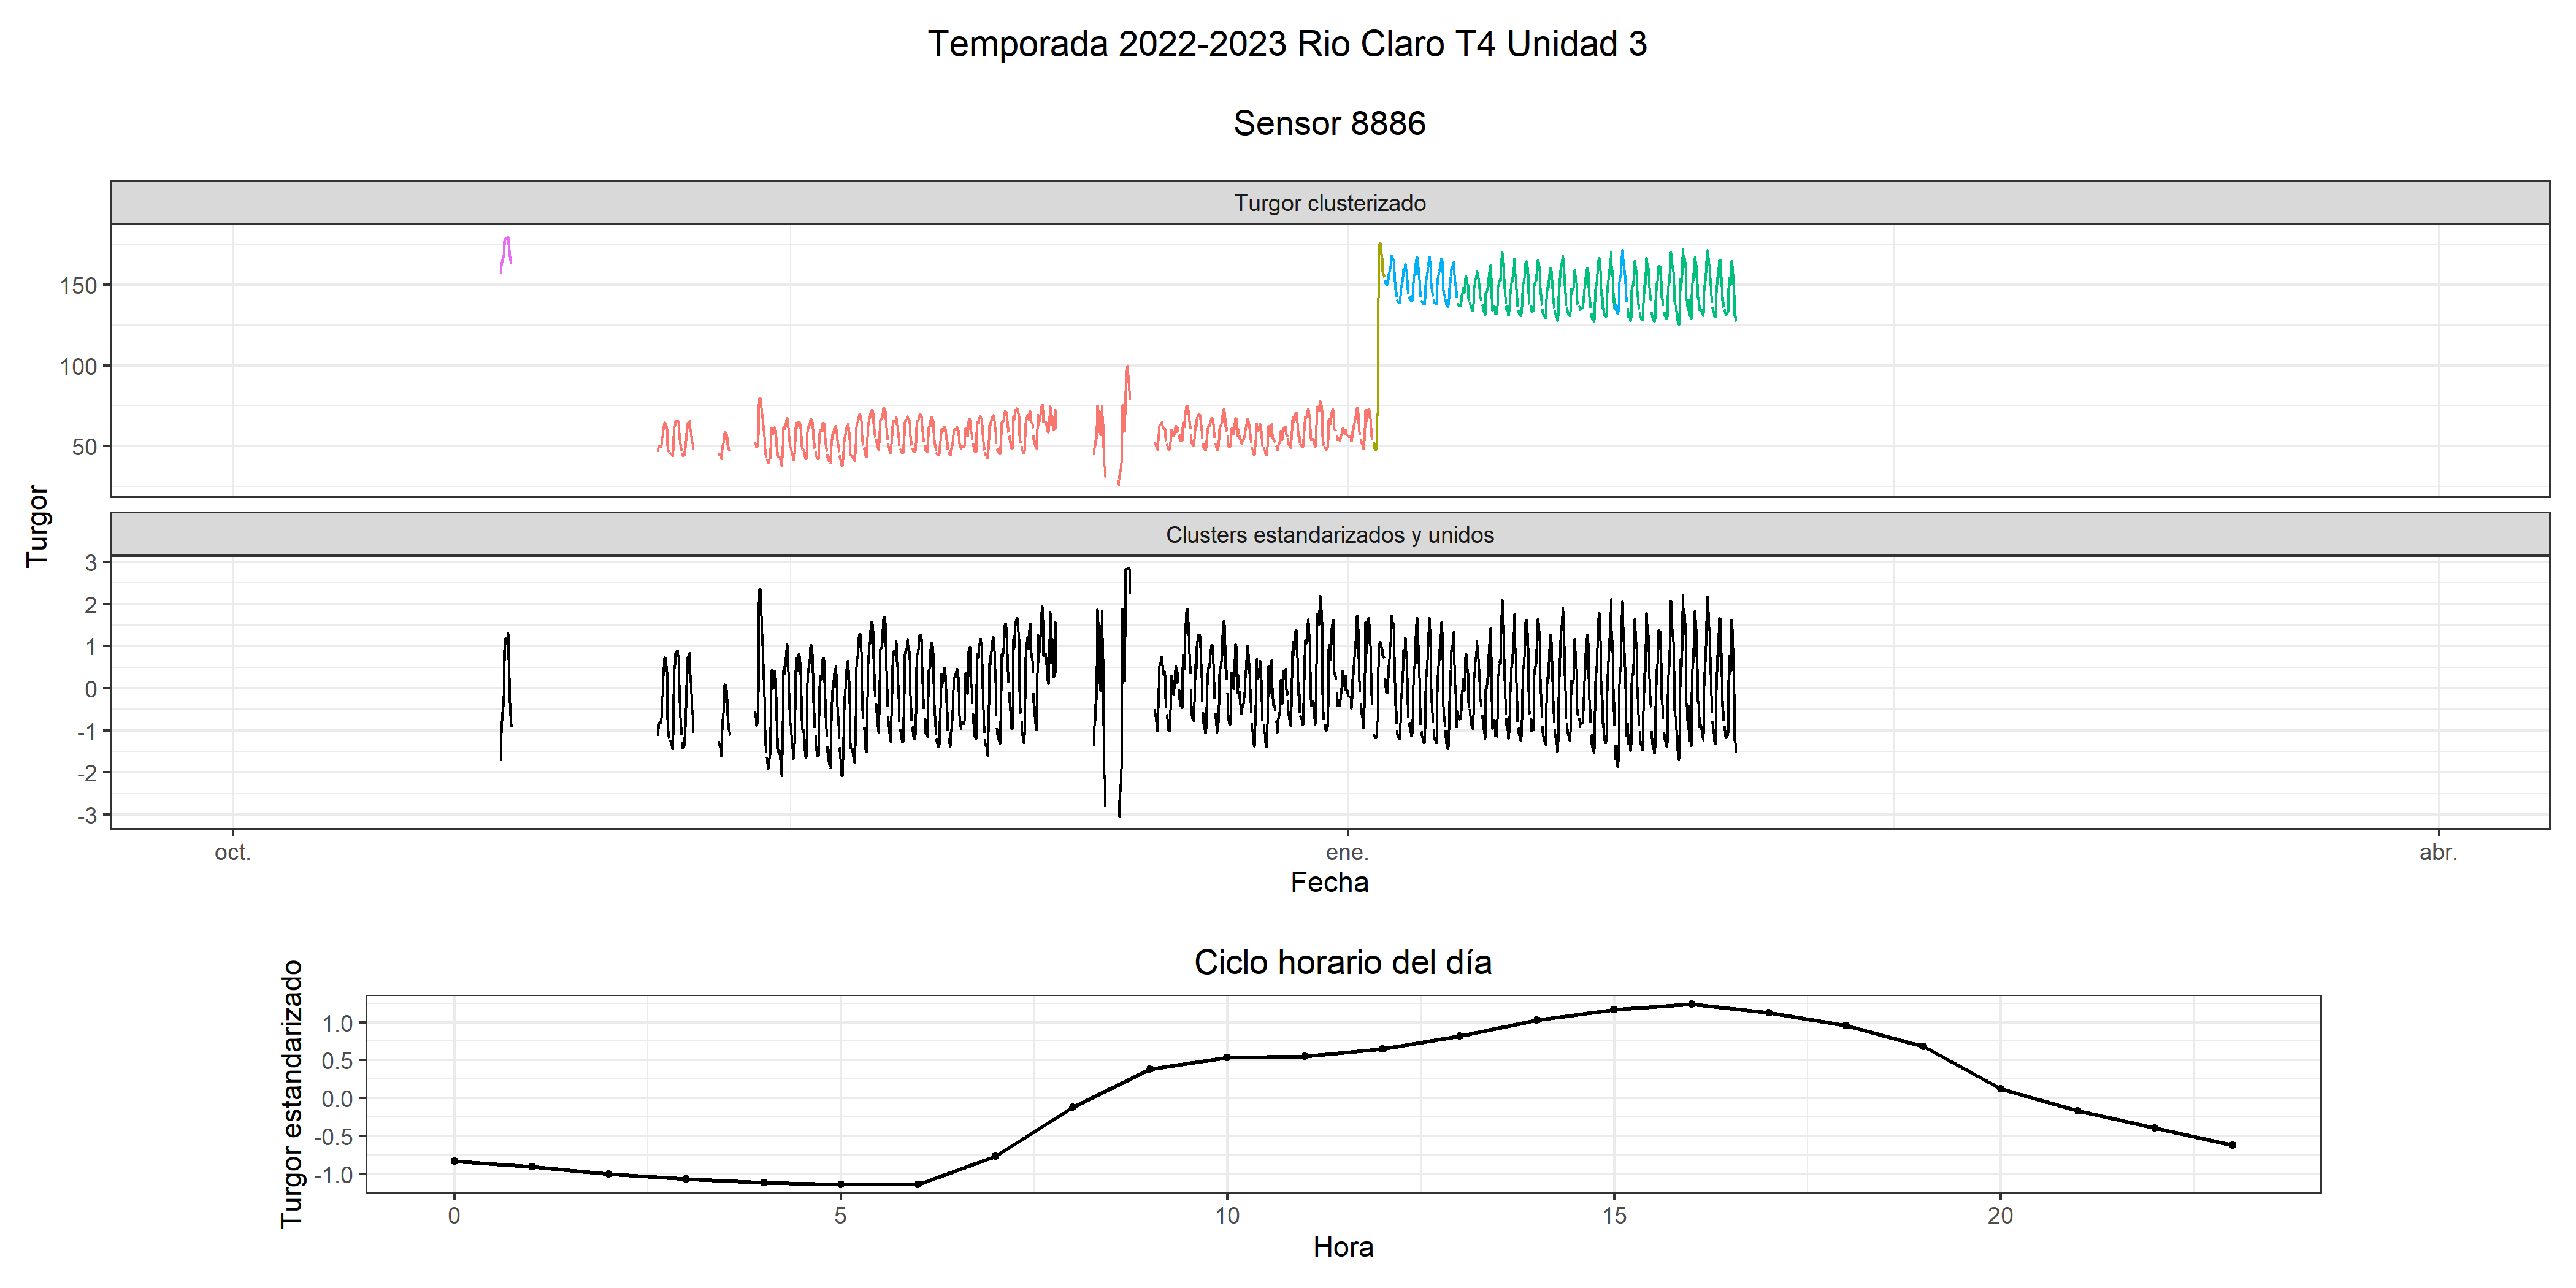 Temporada 2022-2023 Rio Claro T4 Unidad 3
Sensor 8886
Turgor clusterizado
150
100
50
Turgor
Clusters estandarizados y unidos
3
2
1
0
-1
-2
-3
oct.
ene.
abr.
Fecha
Ciclo horario del día
Turgor estandarizado
1.0
0.5
0.0
-0.5
-1.0
0
5
10
15
20
Hora